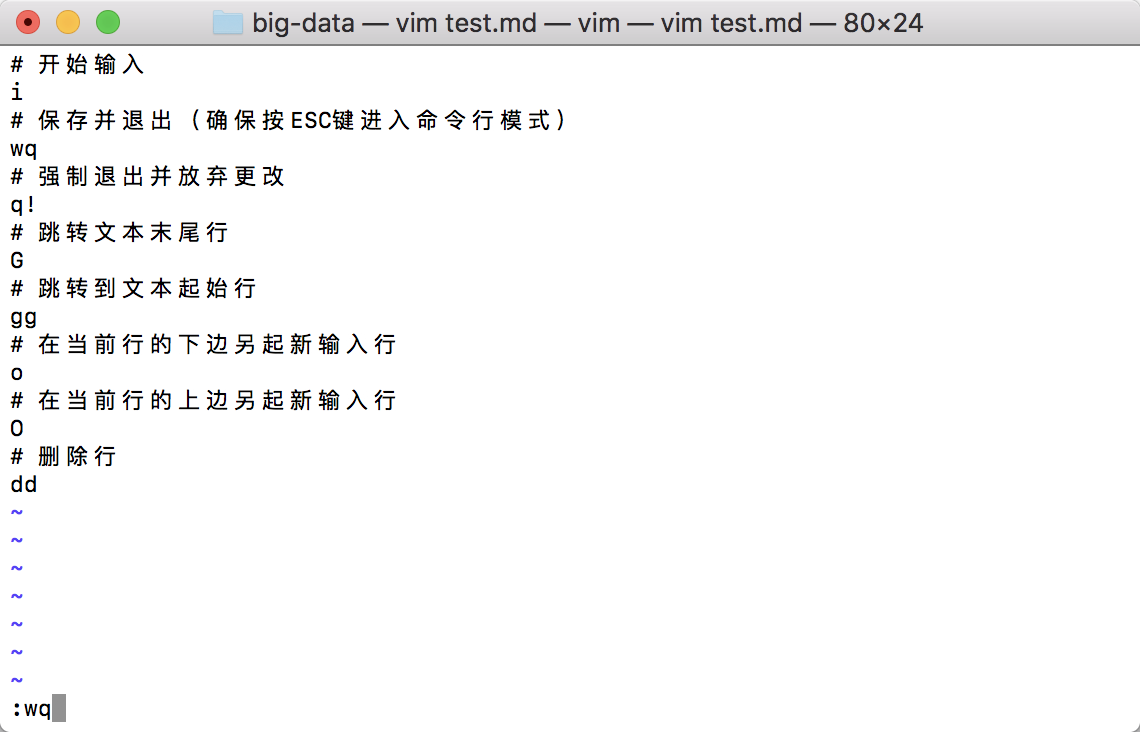 big-data — vim test.md — vim — vim test.md — 80×24
# 开始输入
i
# 保存并退出（确保按ESC键进入命令行模式）
wq
# 强制退出并放弃更改
q!
# 跳转文本末尾行
G
# 跳转到文本起始行
gg
# 在当前行的下边另起新输入行
o
# 在当前行的上边另起新输入行
O
# 删除行
dd
~
~
~
~
~
~
~
:wq